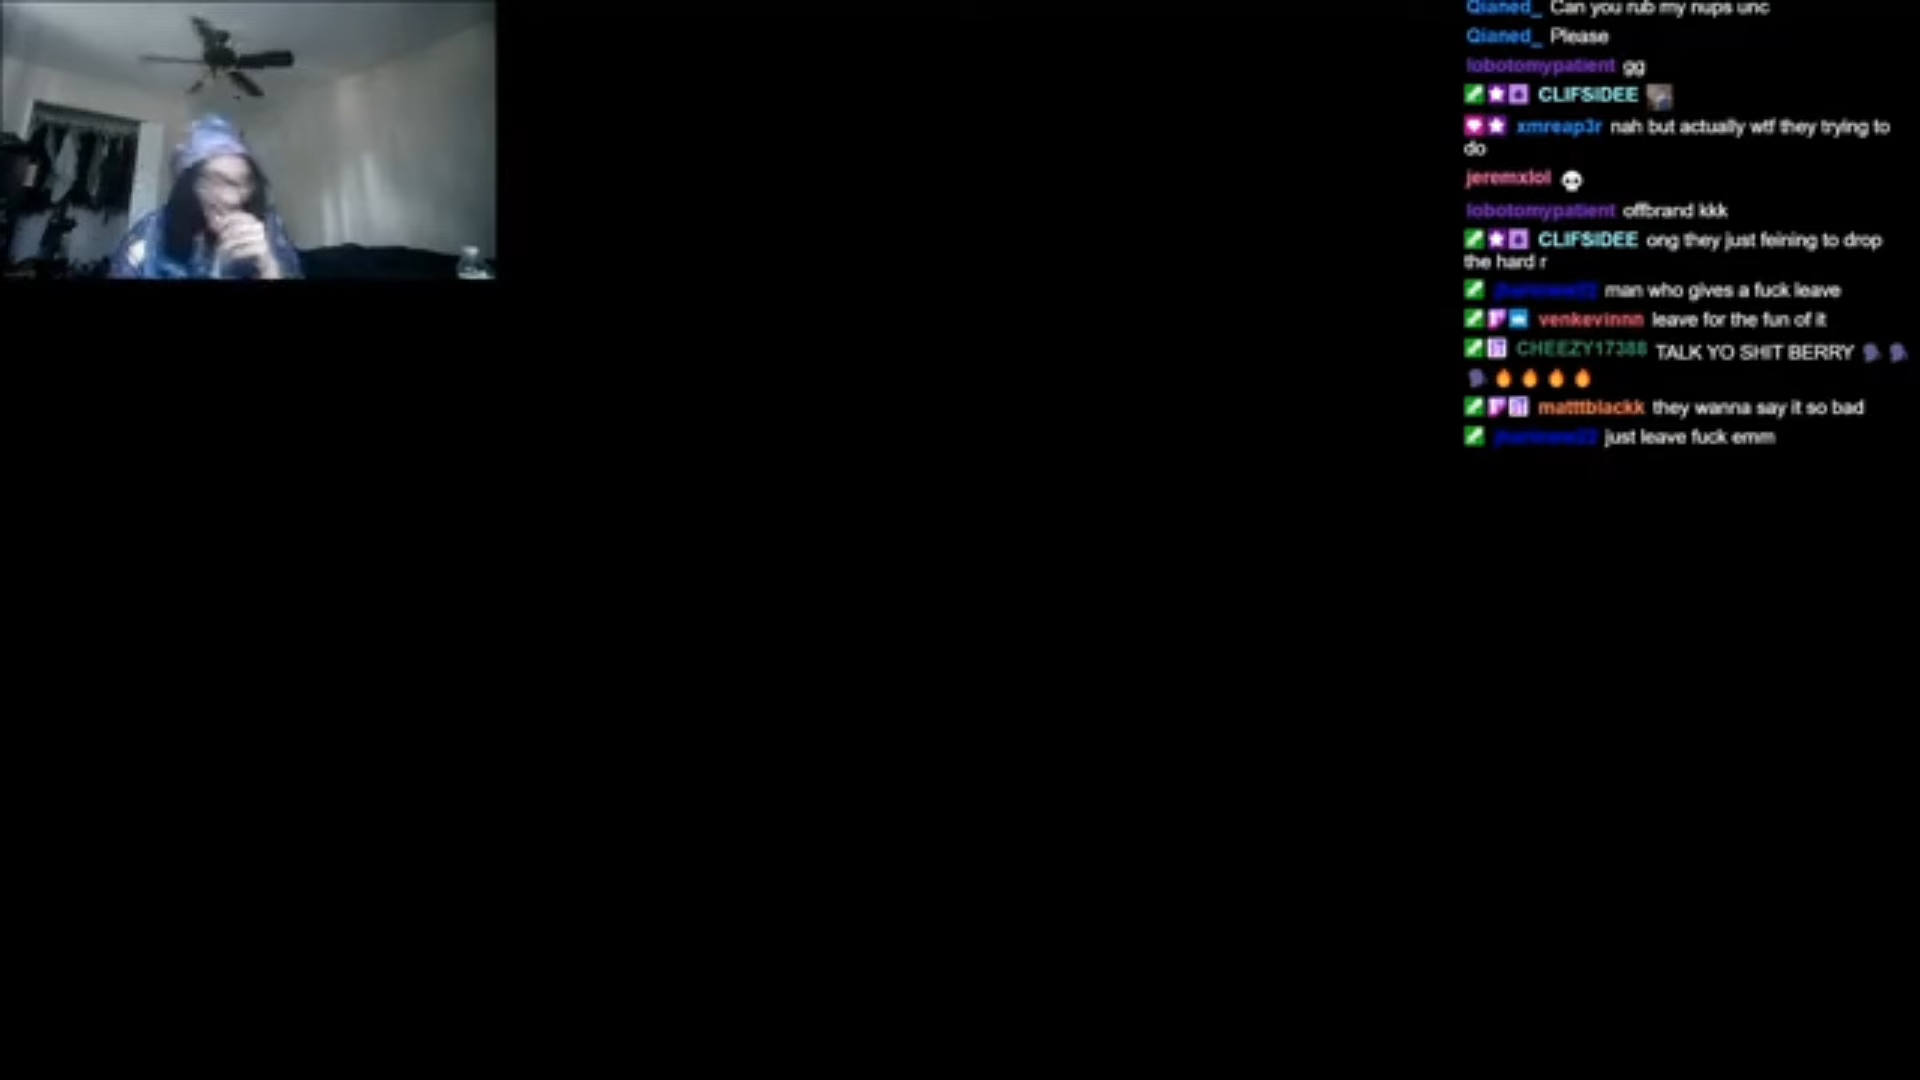 Qianed_ Can you rub my nups unc
Qianed_ Please
lobotomypatient gg
CLIFSIDEE
xmreap3r nah but actually wtf they trying to
do
jeremxlol
lobotomypatient offbrand kkk
CLIFSIDEE ong they just feining to drop
the hard r
man who gives a fuck leave
venkevinnn leave for the fun of it
CHEEZY17388 TALK YO SHIT BERRY
matttblackk they wanna say it so bad
just leave fuck emm